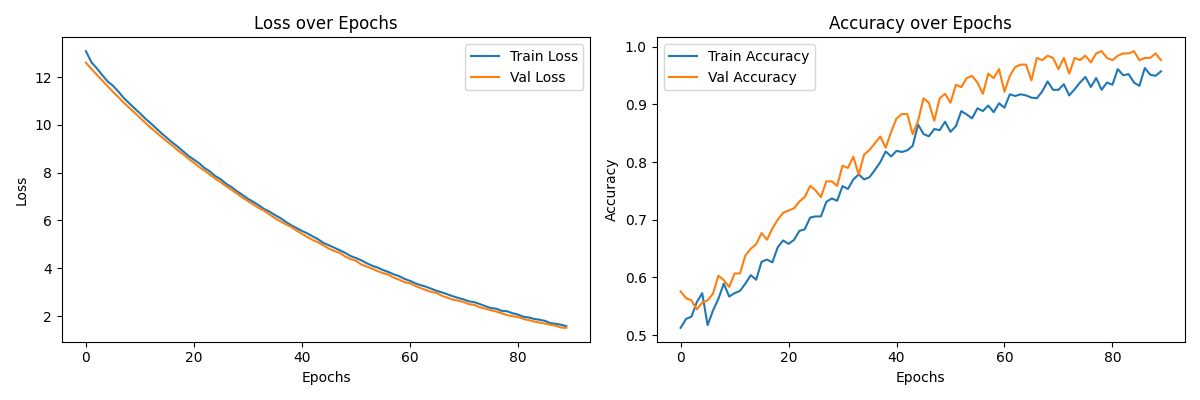 Loss over Epochs
Train Loss
Val Loss
12
10
8
6
4
2
Loss
0
20
40
60
80
Epochs
Accuracy over Epochs
Train Accuracy
Val Accuracy
1.0
0.9
0.8
0.7
0.6
0.5
Accuracy
0
20
40
60
80
Epochs